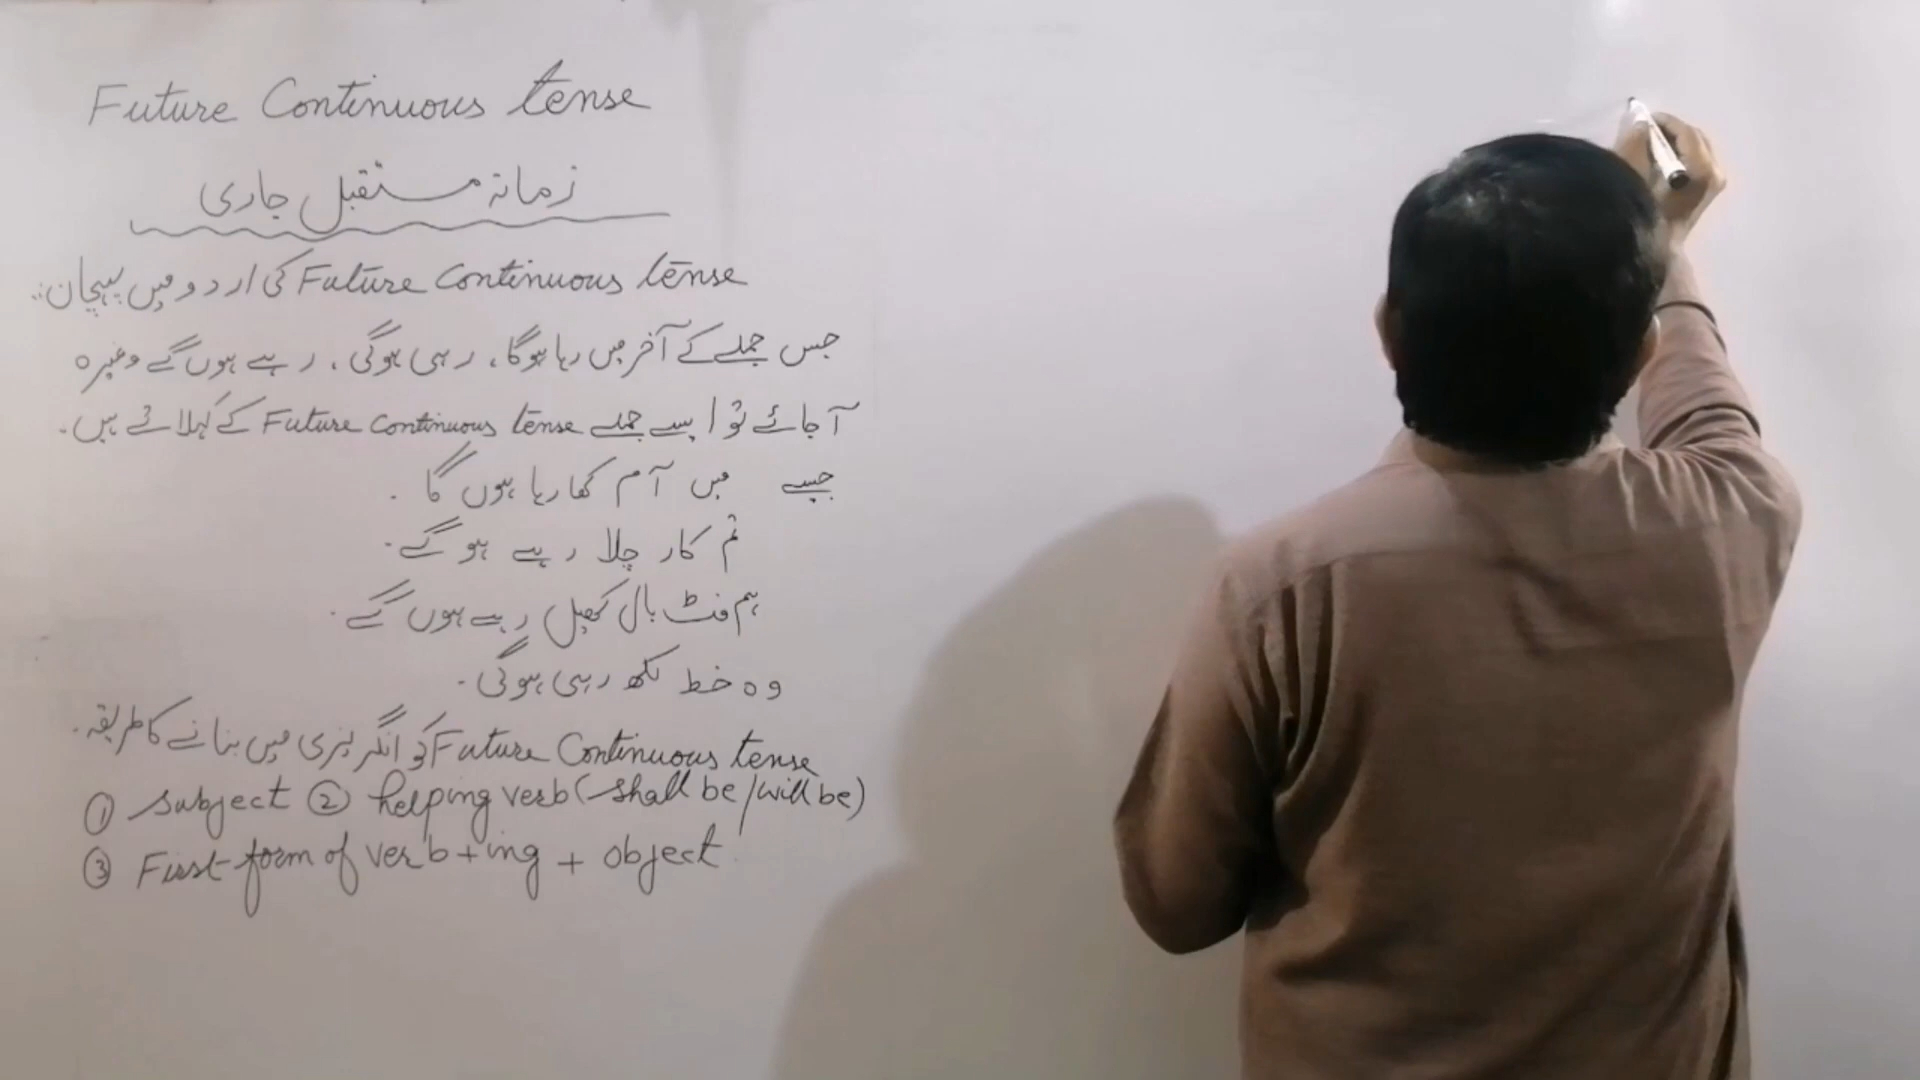 Future Continuous tense
زمانہ مستقبل جاری
Future Continuous tense کی اردو میں پہچان:
جس جملے کے آخر میں رہا ہوگا، رہی ہوگی، رہے ہوں گے وغیرہ
آجائے تو ایسے جملے Future Continuous tense کے کہلاتے ہیں۔
جیسے میں آم کھا رہا ہوں گا۔
تم کار چلا رہے ہو گے۔
ہم فٹ بال کھیل رہے ہوں گے۔
وہ خط لکھ رہی ہوگی۔
Future Continuous tense کو انگریزی میں بنانے کا طریقہ۔
① subject ② helping verb (shall be/will be)
③ First form of verb + ing + object